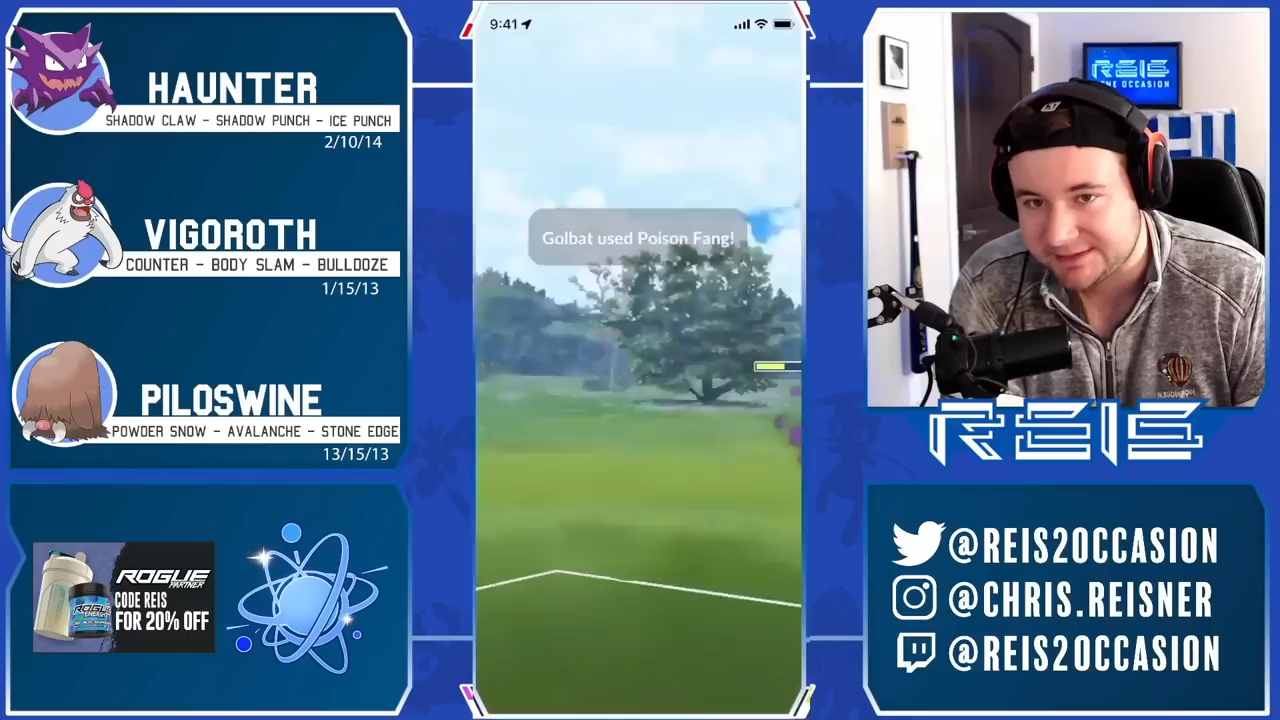 HAUNTER
SHADOW CLAW - SHADOW PUNCH - ICE PUNCH
2/10/14
VIGOROTH
COUNTER - BODY SLAM - BULLDOZE
1/15/13
PILOSWINE
POWDER SNOW - AVALANCHE - STONE EDGE
13/15/13
ROGUE
PARTNER
CODE REIS
FOR 20% OFF
9:41
Golbat used Poison Fang!
REIS
THE OCCASION
REIS
@REIS2OCCASION
@CHRIS.REISNER
@REIS2OCCASION